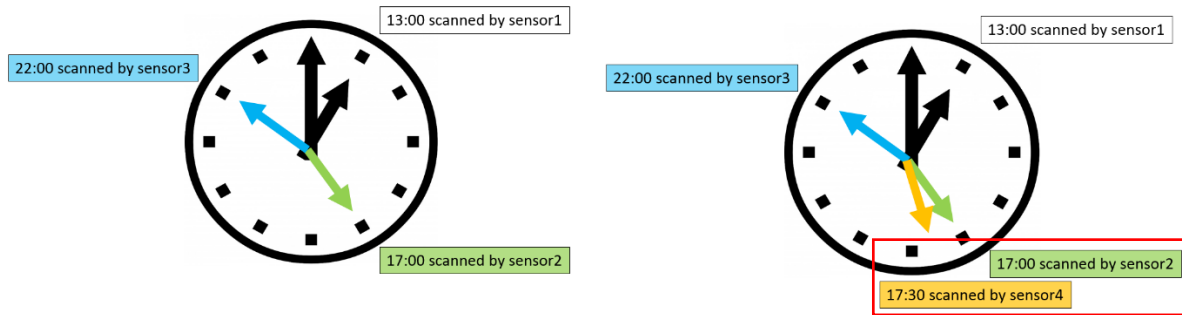 13:00 scanned by sensor1
22:00 scanned by sensor3
17:00 scanned by sensor2
13:00 scanned by sensor1
22:00 scanned by sensor3
17:00 scanned by sensor2
17:30 scanned by sensor4